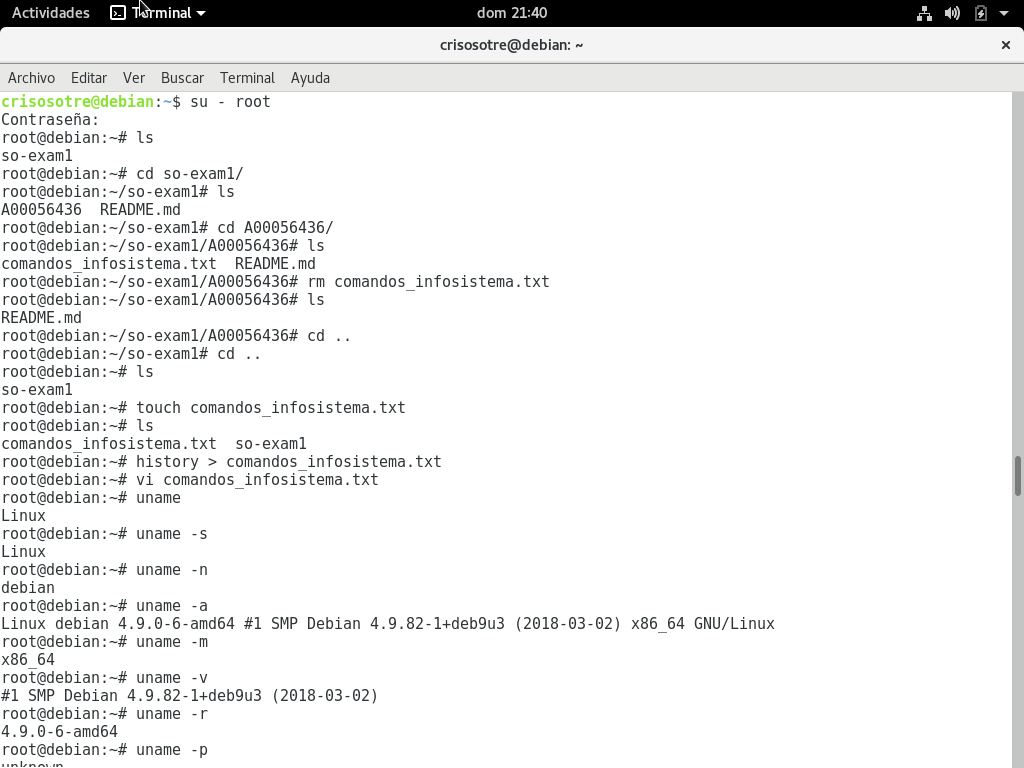 Actividades Terminal dom 21:40
crisosotre@debian: ~ ×
Archivo Editar Ver Buscar Terminal Ayuda
crisosotre@debian:~$ su - root
Contraseña:
root@debian:~# ls
so-exam1
root@debian:~# cd so-exam1/
root@debian:~/so-exam1# ls
A00056436  README.md
root@debian:~/so-exam1# cd A00056436/
root@debian:~/so-exam1/A00056436# ls
comandos_infosistema.txt  README.md
root@debian:~/so-exam1/A00056436# rm comandos_infosistema.txt
root@debian:~/so-exam1/A00056436# ls
README.md
root@debian:~/so-exam1/A00056436# cd ..
root@debian:~/so-exam1# cd ..
root@debian:~# ls
so-exam1
root@debian:~# touch comandos_infosistema.txt
root@debian:~# ls
comandos_infosistema.txt  so-exam1
root@debian:~# history > comandos_infosistema.txt
root@debian:~# vi comandos_infosistema.txt
root@debian:~# uname
Linux
root@debian:~# uname -s
Linux
root@debian:~# uname -n
debian
root@debian:~# uname -a
Linux debian 4.9.0-6-amd64 #1 SMP Debian 4.9.82-1+deb9u3 (2018-03-02) x86_64 GNU/Linux
root@debian:~# uname -m
x86_64
root@debian:~# uname -v
#1 SMP Debian 4.9.82-1+deb9u3 (2018-03-02)
root@debian:~# uname -r
4.9.0-6-amd64
root@debian:~# uname -p
unknown